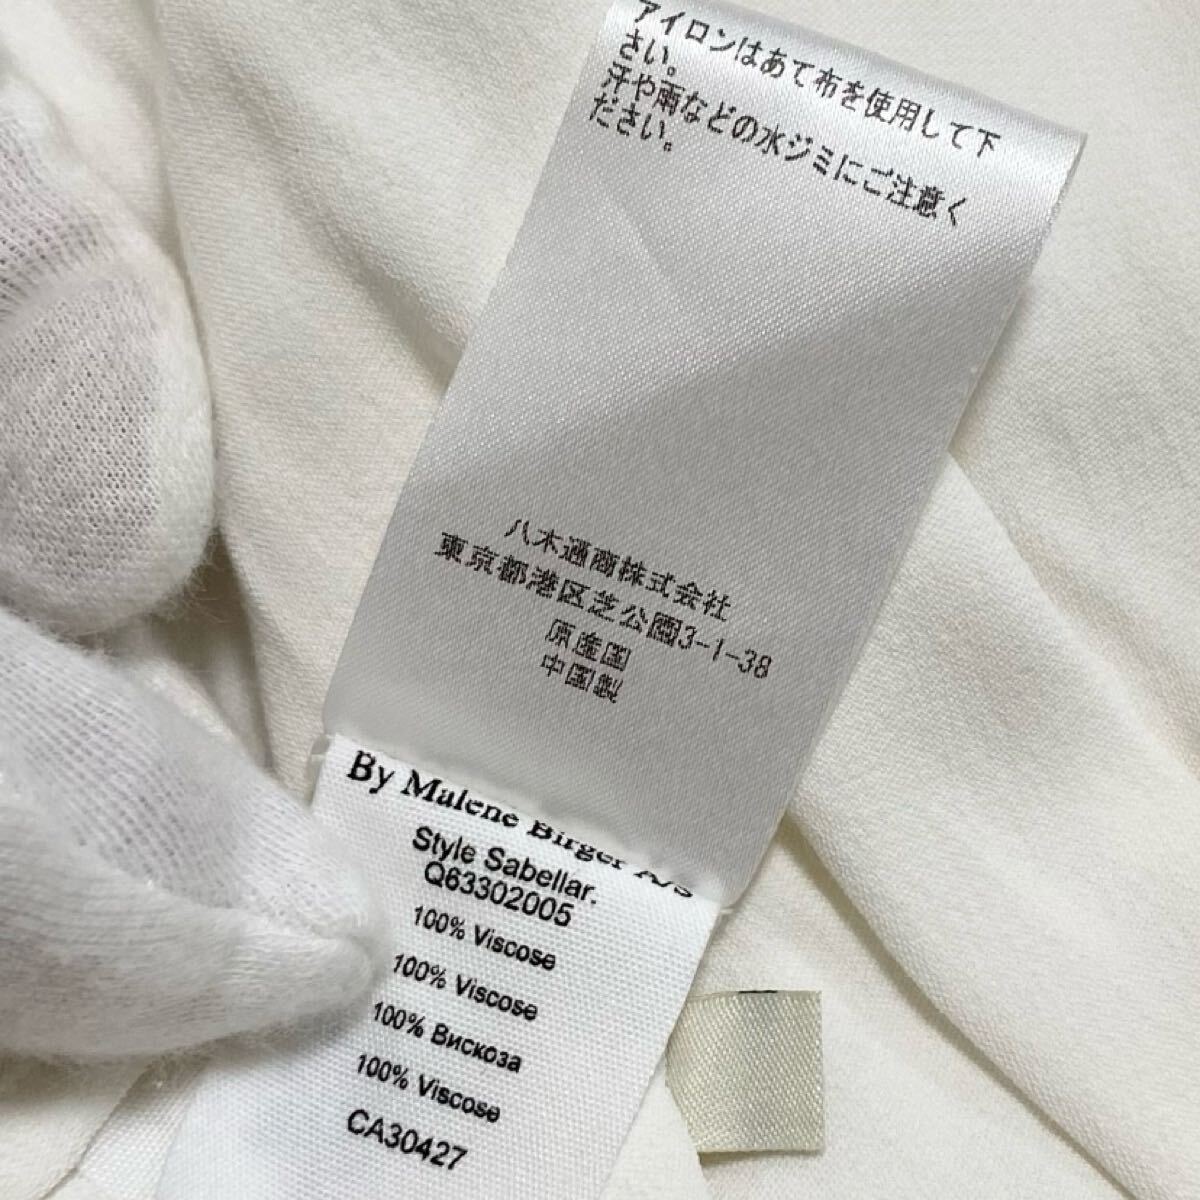 アイロンはあて布を使用して下
さい。
汗や雨などの水ジミにご注意く
ださい。
八木通商株式会社
東京都港区芝公園3-1-38
原産国
中国製
By Malene Birger A/S
Style Sabellar.
Q63302005
100% Viscose
100% Viscose
100% Вискоза
100% Viscose
CA30427